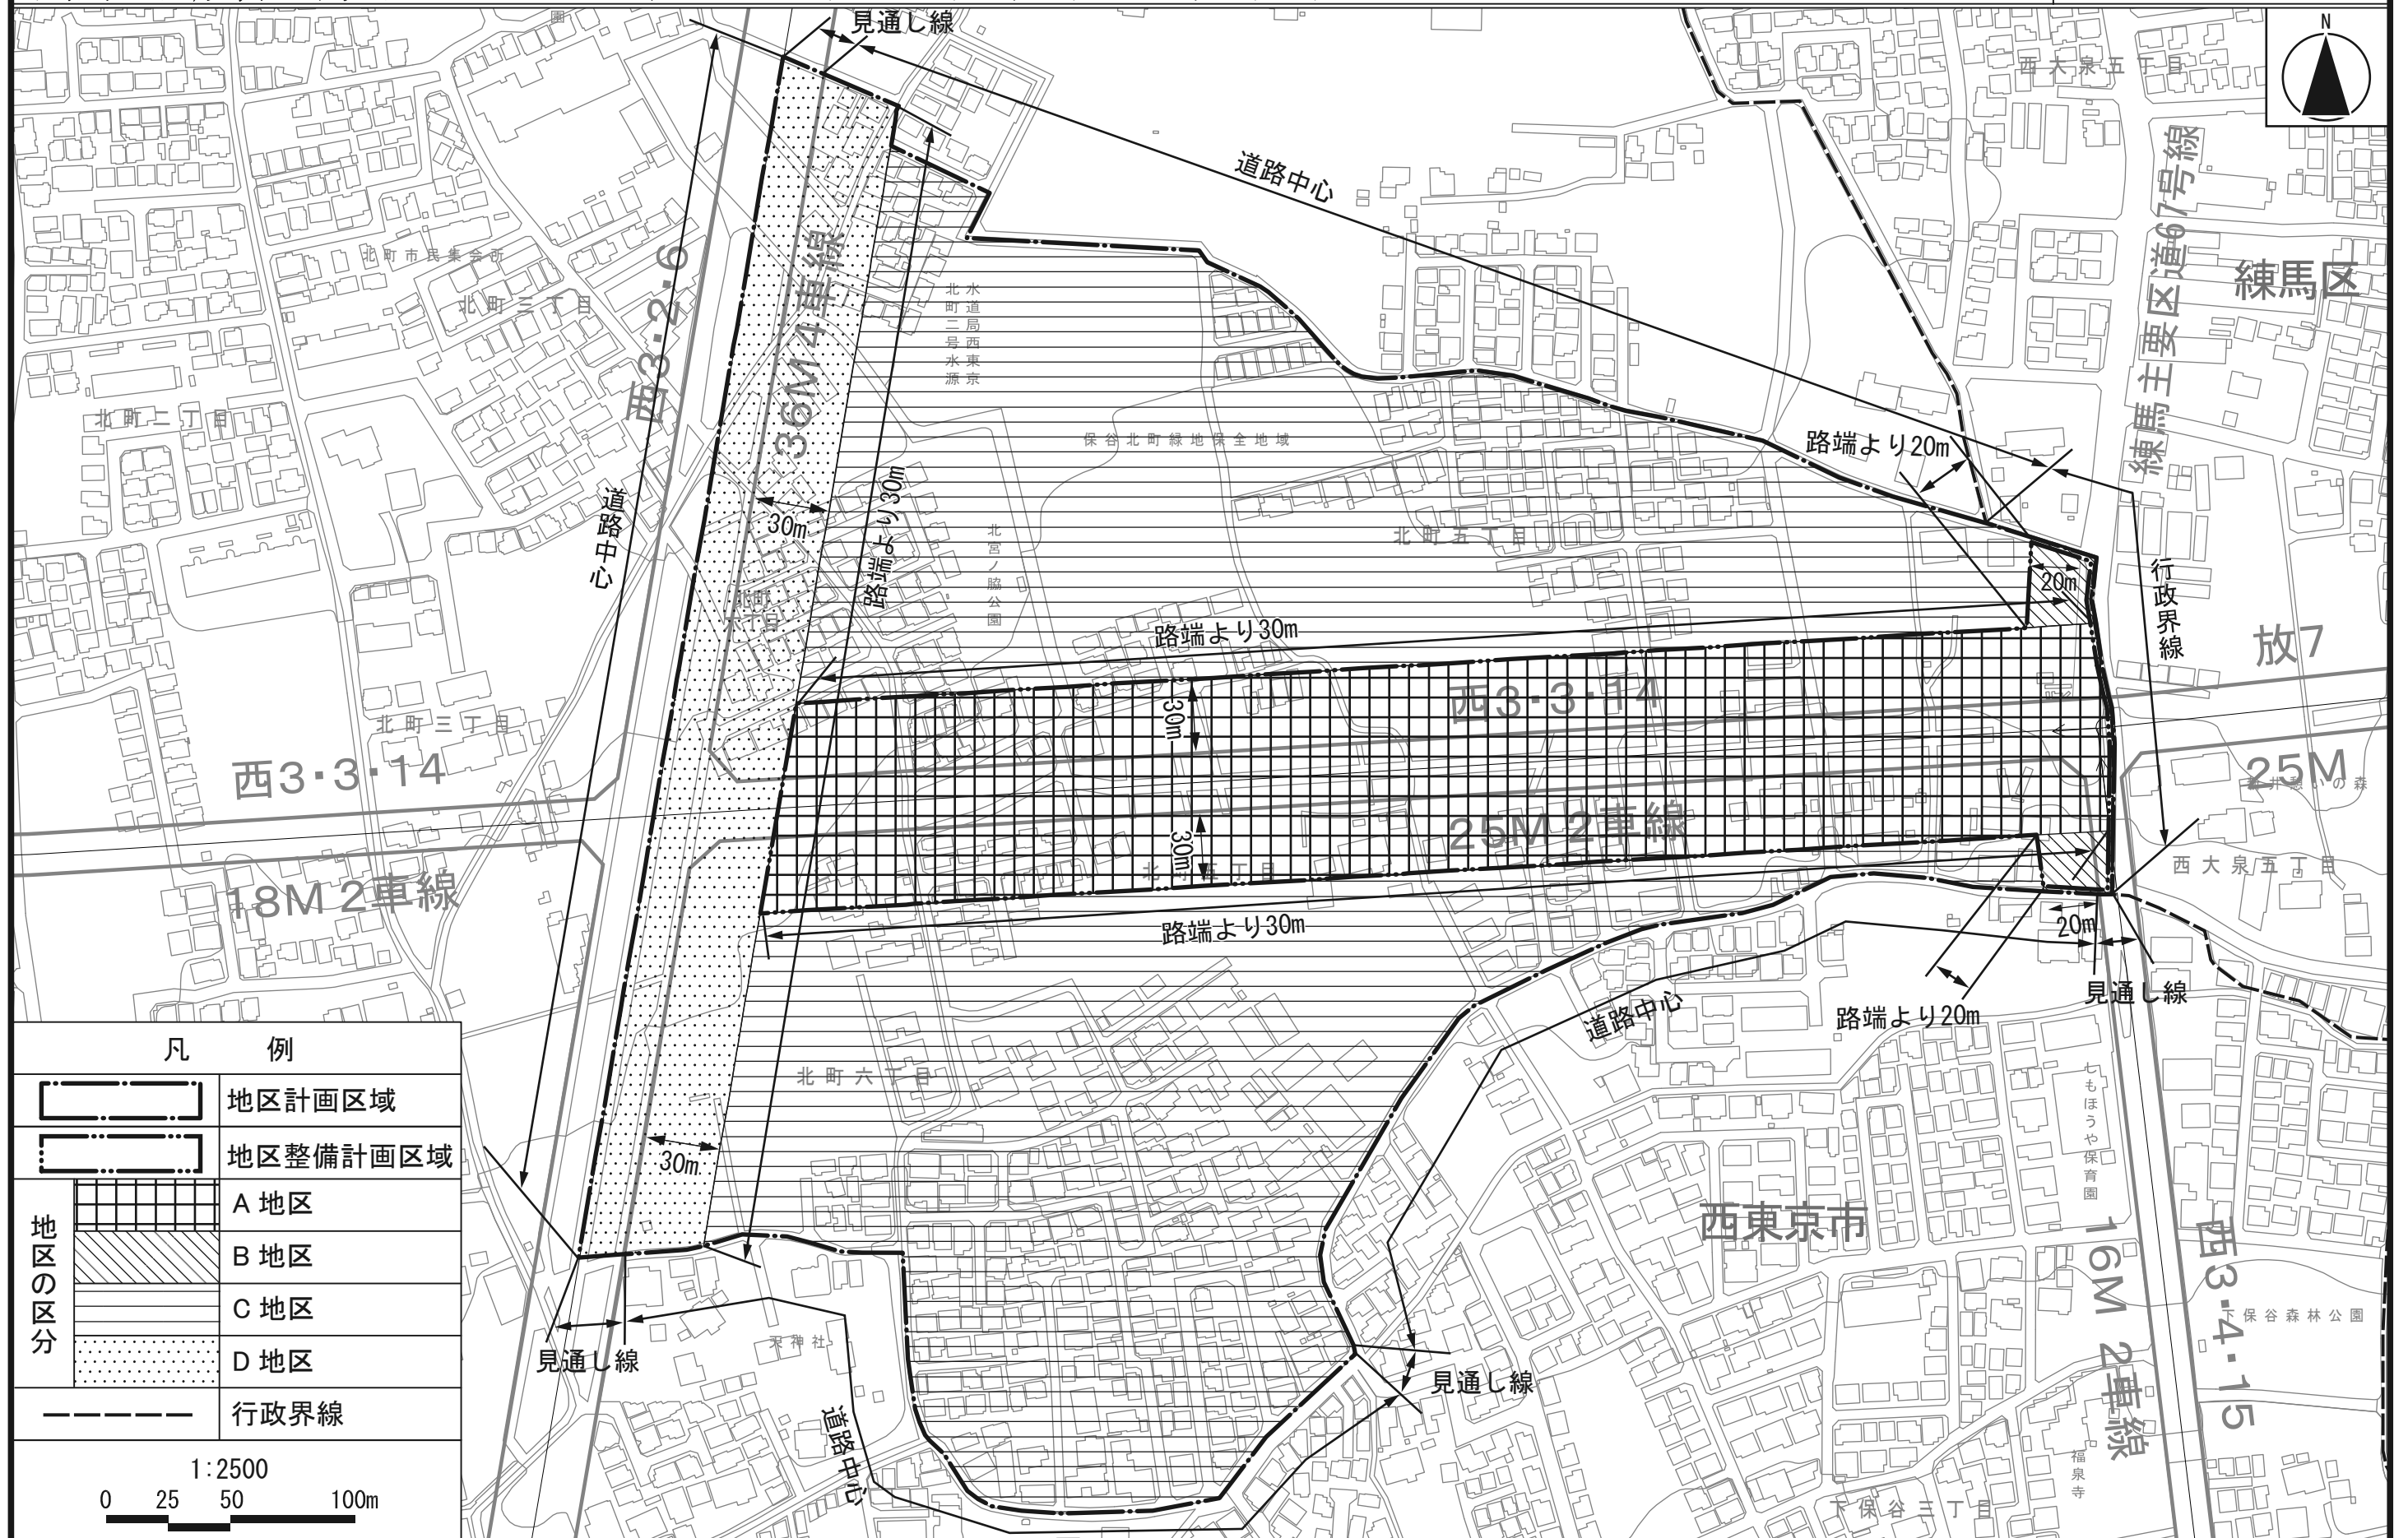 見通し線
N
園
西大泉五丁目
道路中心
練馬主要区道67号線
練馬区
北町市民集会所
北町三丁目
西3・2・6
36M 4車線
水道局西東京
北町二号水源
北町二丁目
保谷北町緑地保全地域
路端より20m
道路中心
30m
路端より30m
北宮ノ脇公園
北町五丁目
20m
行政界線
路端より30m
放7
西3・3・14
30m
北町三丁目
西3・3・14
25M
25M 2車線
30m
西大泉五丁目
18M 2車線
路端より30m
20m
見通し線
道路中心
路端より20m
北町六丁目
しもほうや保育園
30m
西東京市
16M 2車線
西3・4・15
下保谷森林公園
天神社
見通し線
見通し線
道路中心
福泉寺
下保谷三丁目
凡 例
地区計画区域
地区整備計画区域
地区の区分
A 地区
B 地区
C 地区
D 地区
行政界線
1:2500
0 25 50 100m